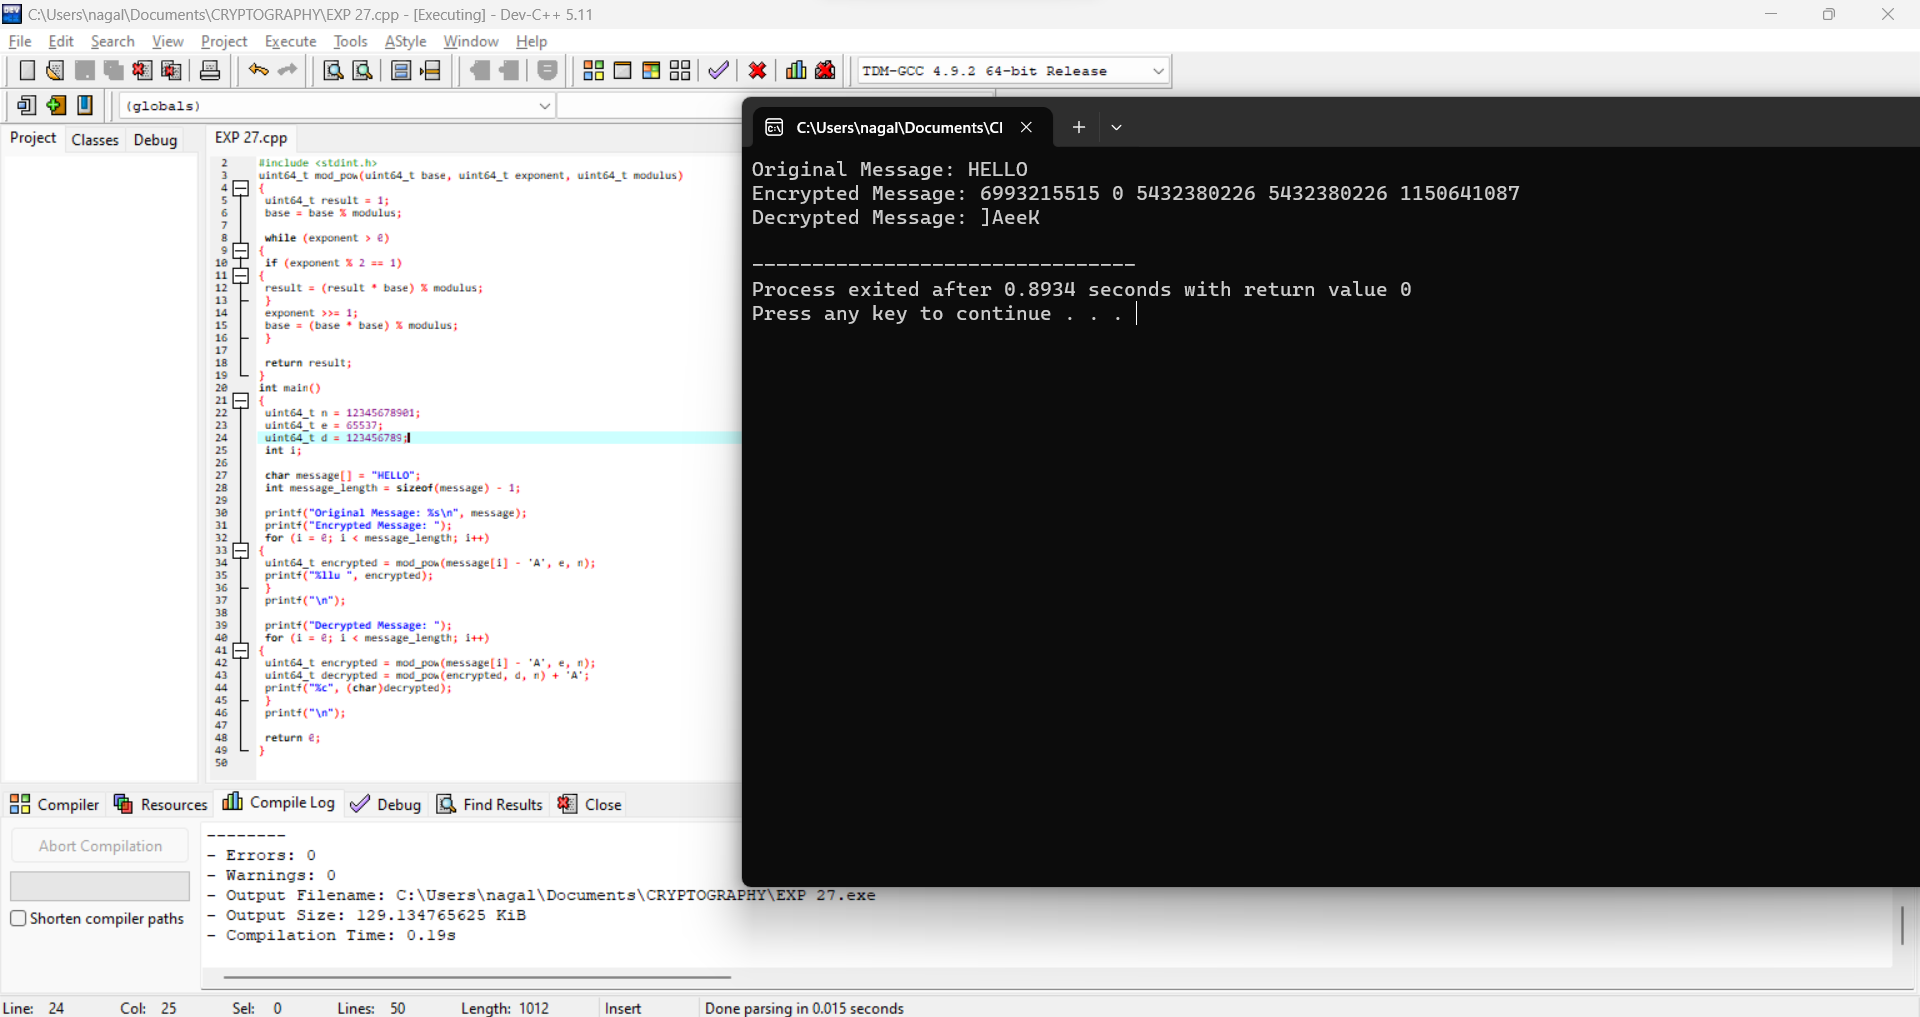 C:\Users\nagal\Documents\CRYPTOGRAPHY\EXP 27.cpp - [Executing] - Dev-C++ 5.11
File Edit Search View Project Execute Tools AStyle Window Help
TDM-GCC 4.9.2 64-bit Release
(globals)
Project Classes Debug
EXP 27.cpp
2 #include <stdint.h>
3 uint64_t mod_pow(uint64_t base, uint64_t exponent, uint64_t modulus)
4 {
5 uint64_t result = 1;
6 base = base % modulus;
7
8 while (exponent > 0)
9 {
10 if (exponent % 2 == 1)
11 {
12 result = (result * base) % modulus;
13 }
14 exponent >>= 1;
15 base = (base * base) % modulus;
16 }
17
18 return result;
19 }
20 int main()
21 {
22 uint64_t n = 12345678901;
23 uint64_t e = 65537;
24 uint64_t d = 123456789;
25 int i;
26
27 char message[] = "HELLO";
28 int message_length = sizeof(message) - 1;
29
30 printf("Original Message: %s\n", message);
31 printf("Encrypted Message: ");
32 for (i = 0; i < message_length; i++)
33 {
34 uint64_t encrypted = mod_pow(message[i] - 'A', e, n);
35 printf("%llu ", encrypted);
36 }
37 printf("\n");
38
39 printf("Decrypted Message: ");
40 for (i = 0; i < message_length; i++)
41 {
42 uint64_t encrypted = mod_pow(message[i] - 'A', e, n);
43 uint64_t decrypted = mod_pow(encrypted, d, n) + 'A';
44 printf("%c", (char)decrypted);
45 }
46 printf("\n");
47
48 return 0;
49 }
50
C:\Users\nagal\Documents\CI
Original Message: HELLO
Encrypted Message: 6993215515 0 5432380226 5432380226 1150641087
Decrypted Message: ]AeeK
--------------------------------
Process exited after 0.8934 seconds with return value 0
Press any key to continue . . .
Compiler Resources Compile Log Debug Find Results Close
Abort Compilation
Shorten compiler paths
--------
- Errors: 0
- Warnings: 0
- Output Filename: C:\Users\nagal\Documents\CRYPTOGRAPHY\EXP 27.exe
- Output Size: 129.134765625 KiB
- Compilation Time: 0.19s
Line: 24 Col: 25 Sel: 0 Lines: 50 Length: 1012 Insert Done parsing in 0.015 seconds